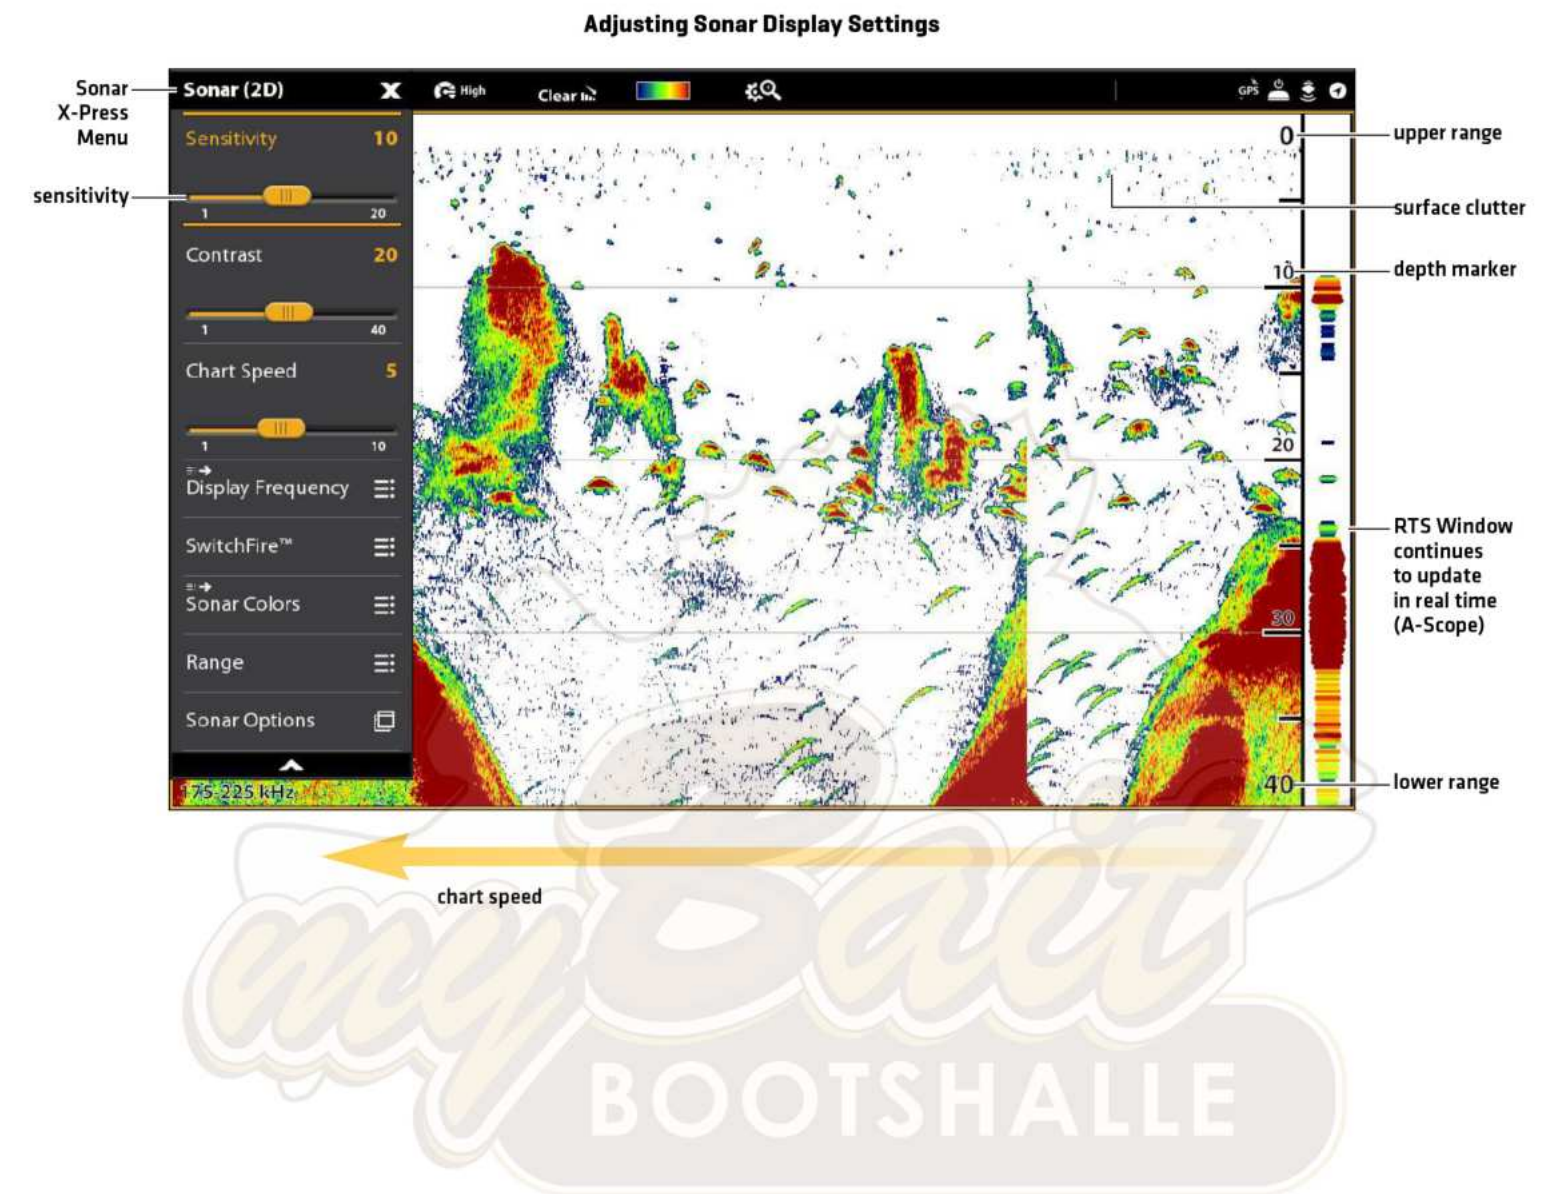 Adjusting Sonar Display Settings
Sonar
X-Press
Menu
Sonar (2D)
X
High
Clear
GPS
Sensitivity 10
sensitivity
1 20
Contrast 20
1 40
Chart Speed 5
1 10
Display Frequency
SwitchFire™
Sonar Colors
Range
Sonar Options
175-225 kHz
0
10
20
30
40
upper range
surface clutter
depth marker
RTS Window
continues
to update
in real time
(A-Scope)
lower range
chart speed
myBait
BOOTSHALLE